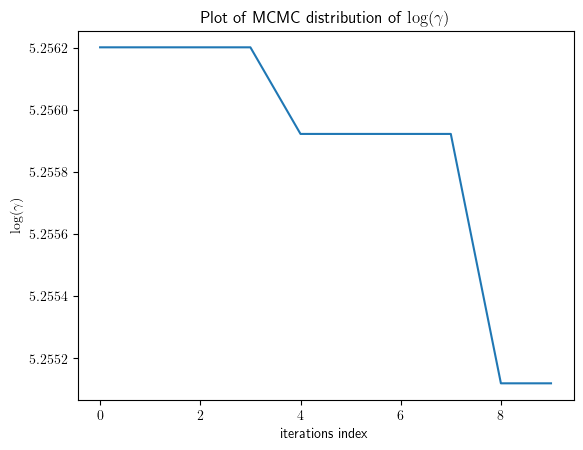 Plot of MCMC distribution of log(γ)
5.2562
5.2560
5.2558
5.2556
5.2554
5.2552
log(γ)
0 2 4 6 8
iterations index